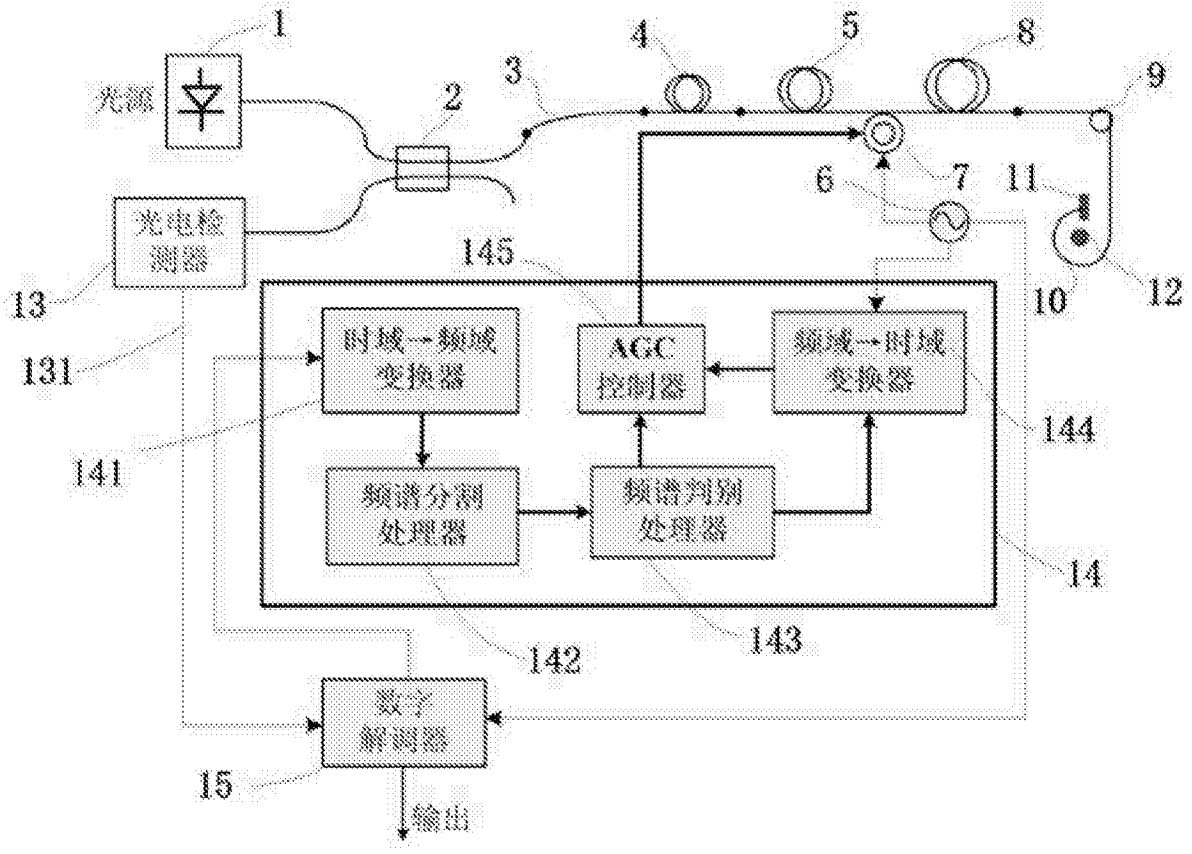 1
4
5
8
光源
2
3
9
6
7
11
光电检
测器
145
13
10
12
131
时域→频域
变换器
AGC
控制器
频域→时域
变换器
141
144
频谱分割
处理器
频谱判别
处理器
14
142
143
数字
解调器
15
输出